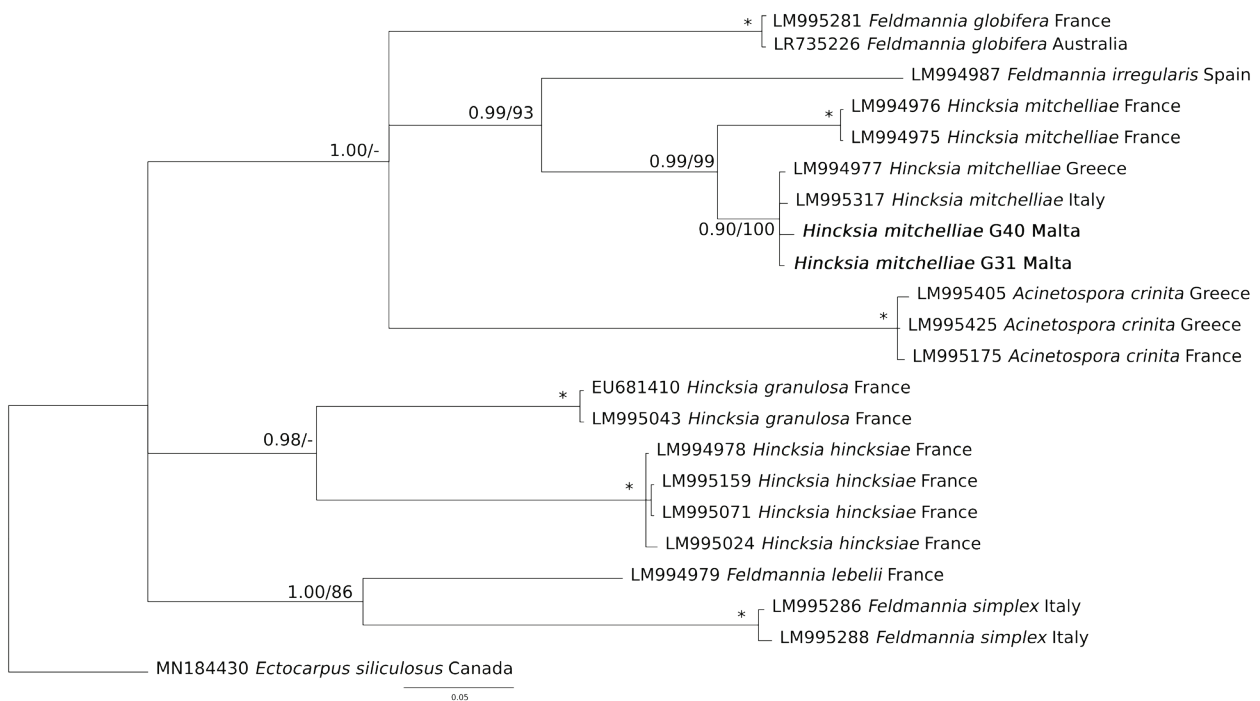 * LM995281 Feldmannia globifera France
LR735226 Feldmannia globifera Australia
LM994987 Feldmannia irregularis Spain
0.99/93
LM994976 Hincksia mitchelliae France
*
LM994975 Hincksia mitchelliae France
1.00/-
0.99/99
LM994977 Hincksia mitchelliae Greece
LM995317 Hincksia mitchelliae Italy
0.90/100
Hincksia mitchelliae G40 Malta
Hincksia mitchelliae G31 Malta
LM995405 Acinetospora crinita Greece
*
LM995425 Acinetospora crinita Greece
LM995175 Acinetospora crinita France
EU681410 Hincksia granulosa France
*
LM995043 Hincksia granulosa France
0.98/-
LM994978 Hincksia hincksiae France
LM995159 Hincksia hincksiae France
*
LM995071 Hincksia hincksiae France
LM995024 Hincksia hincksiae France
LM994979 Feldmannia lebelii France
1.00/86
LM995286 Feldmannia simplex Italy
*
LM995288 Feldmannia simplex Italy
MN184430 Ectocarpus siliculosus Canada
0.05